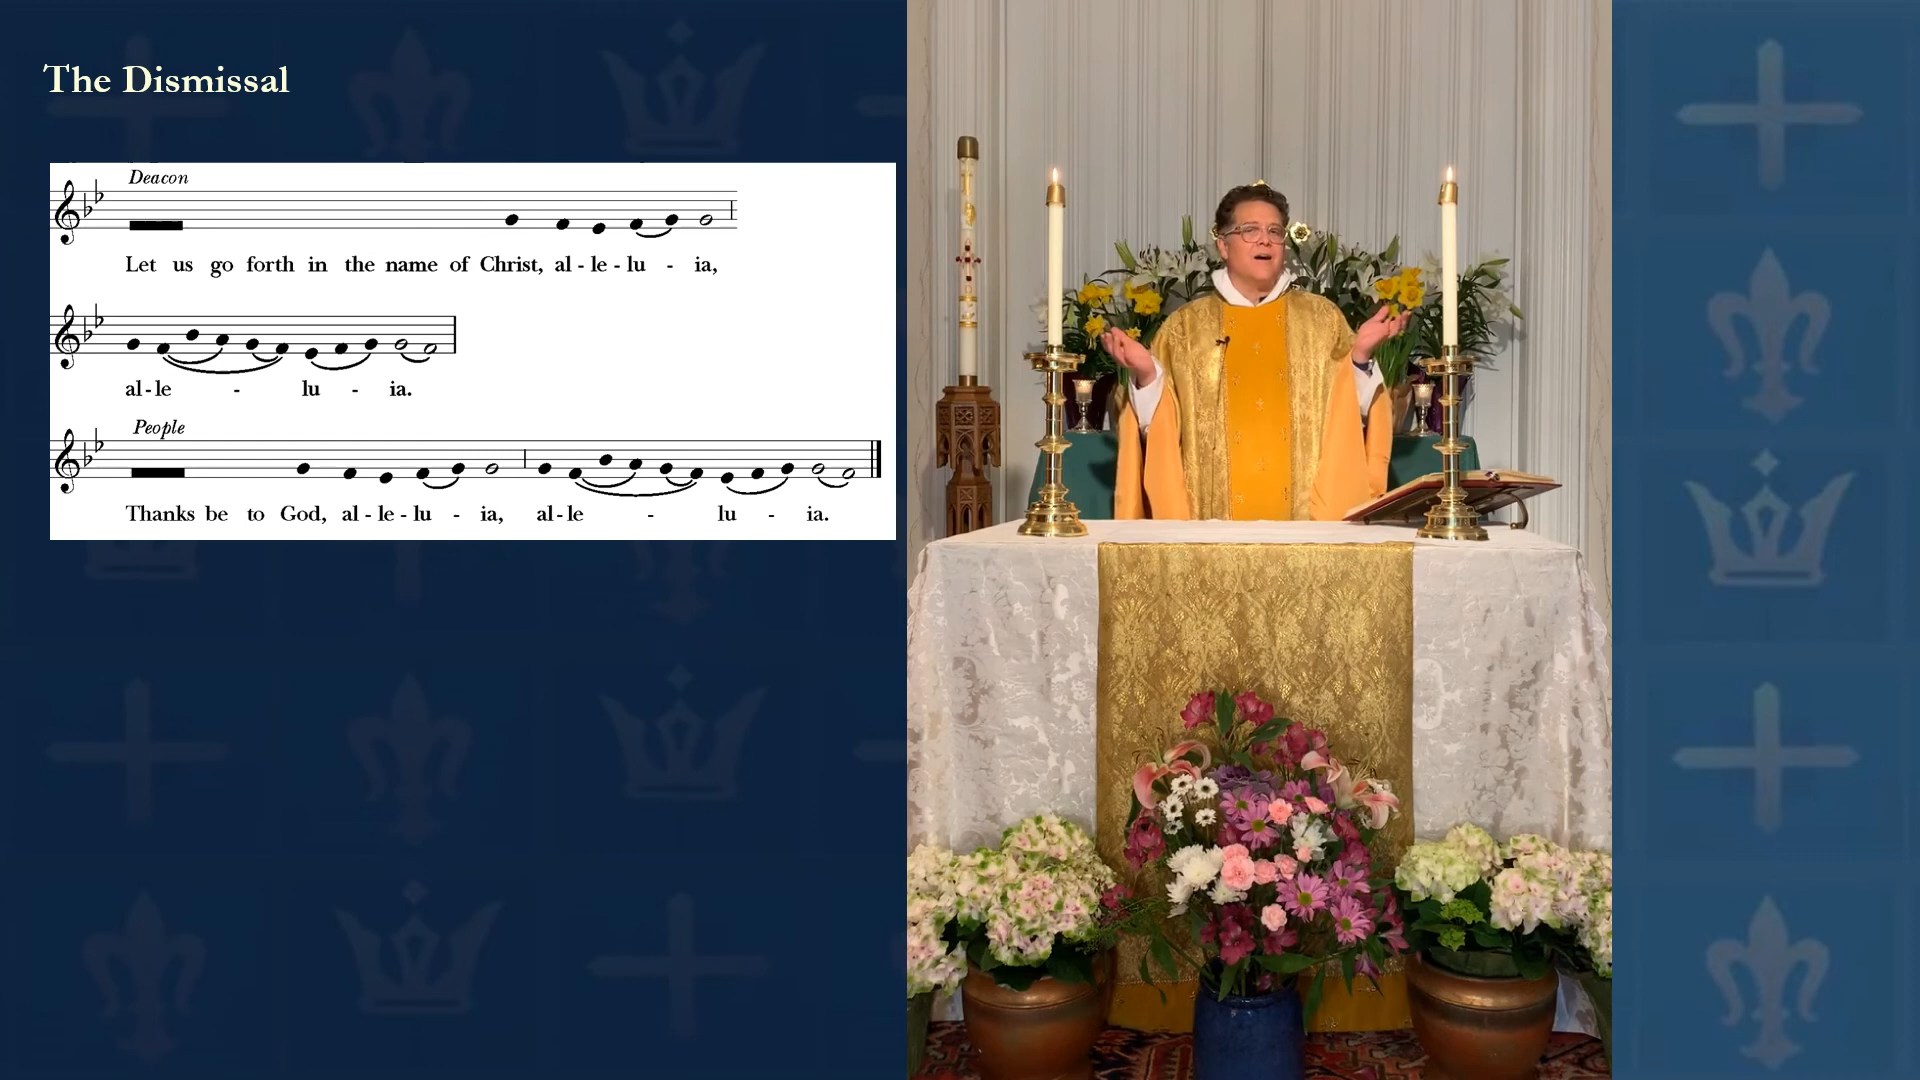 The Dismissal
Deacon
Let us go forth in the name of Christ, al - le - lu - ia,
al - le - lu - ia.
People
Thanks be to God, al - le - lu - ia, al - le - lu - ia.